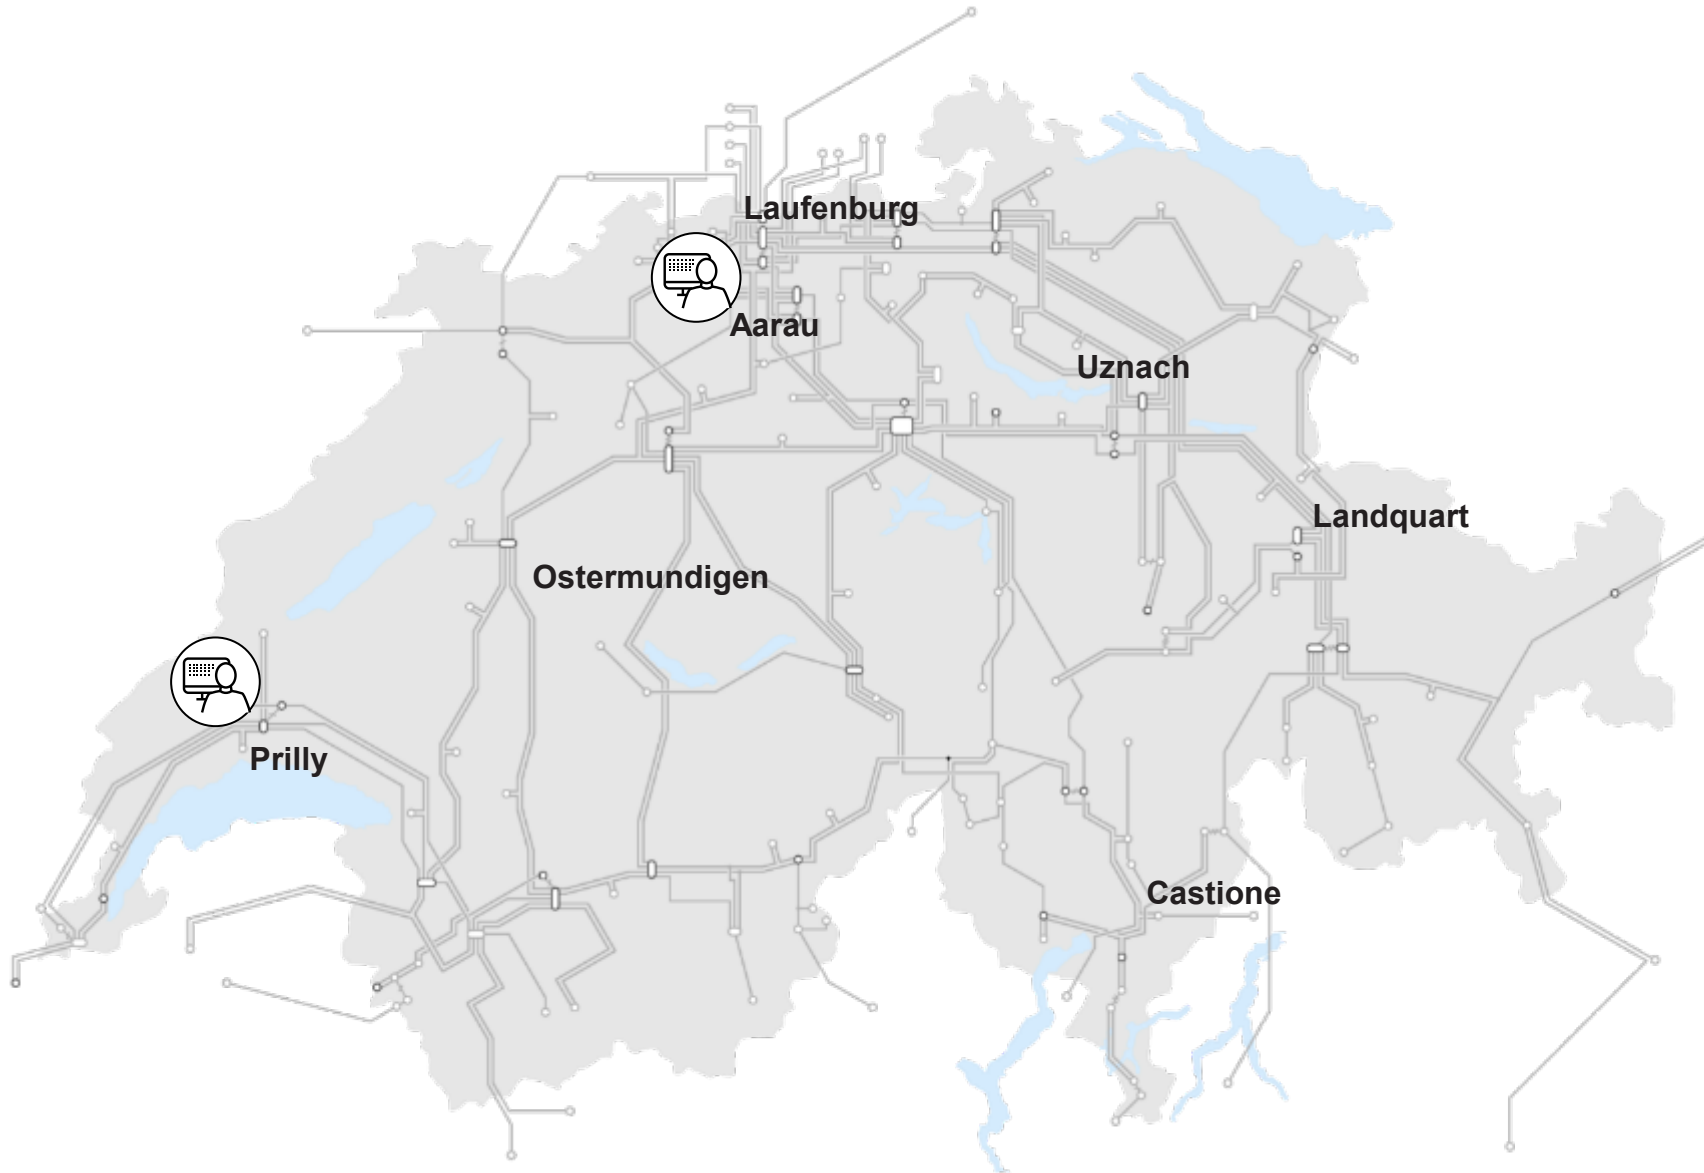 Laufenburg
Aarau
Uznach
Landquart
Ostermundigen
Prilly
Castione